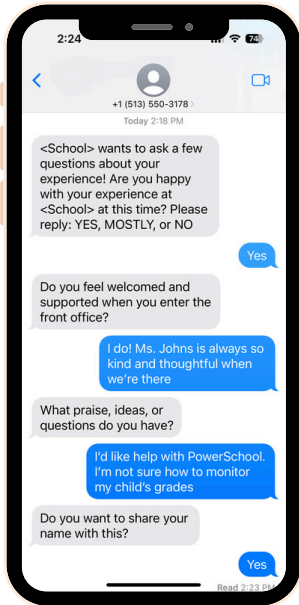 2:24
74
+1 (513) 550-3178
Today 2:18 PM
<School> wants to ask a few
questions about your
experience! Are you happy
with your experience at
<School> at this time? Please
reply: YES, MOSTLY, or NO
Yes
Do you feel welcomed and
supported when you enter the
front office?
I do! Ms. Johns is always so
kind and thoughtful when
we're there
What praise, ideas, or
questions do you have?
I'd like help with PowerSchool.
I'm not sure how to monitor
my child's grades
Do you want to share your
name with this?
Yes
Read 2:23 PM